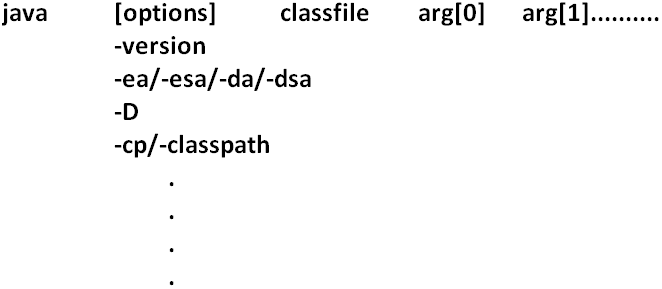 java [options] classfile arg[0] arg[1]..........
-version
-ea/-esa/-da/-dsa
-D
-cp/-classpath
.
.
.
.